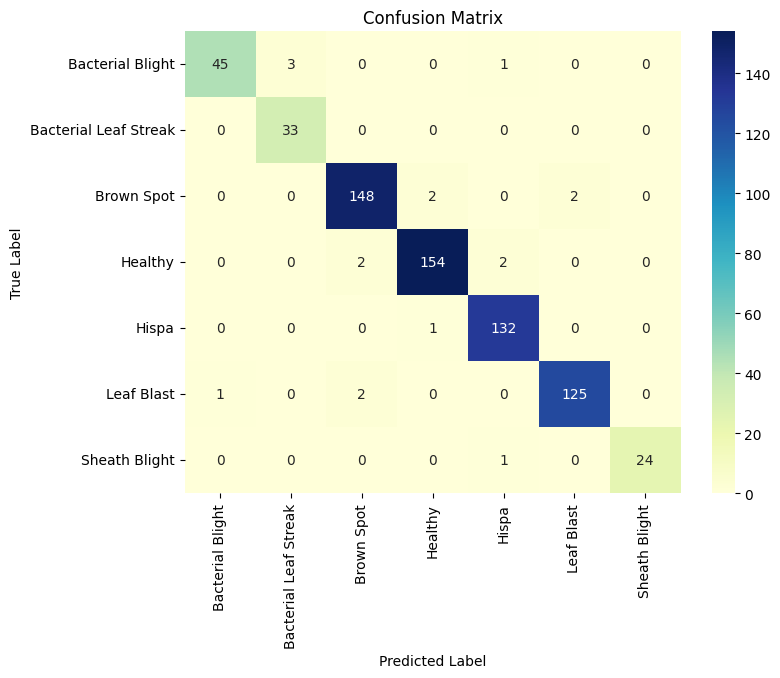 Confusion Matrix
True Label
Bacterial Blight 45 3 0 0 1 0 0
Bacterial Leaf Streak 0 33 0 0 0 0 0
Brown Spot 0 0 148 2 0 2 0
Healthy 0 0 2 154 2 0 0
Hispa 0 0 0 1 132 0 0
Leaf Blast 1 0 2 0 0 125 0
Sheath Blight 0 0 0 0 1 0 24
Bacterial Blight
Bacterial Leaf Streak
Brown Spot
Healthy
Hispa
Leaf Blast
Sheath Blight
Predicted Label
140
120
100
80
60
40
20
0